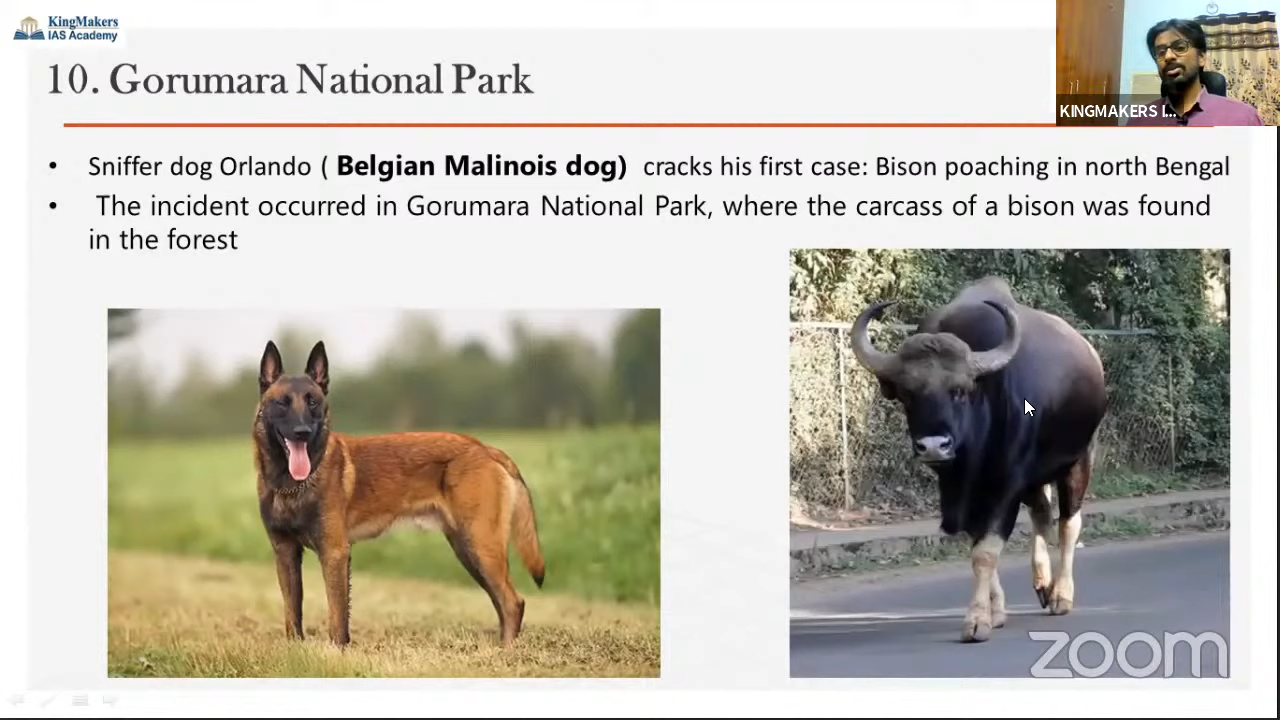 KingMakers
IAS Academy
10. Gorumara National Park
KINGMAKERS I...
• Sniffer dog Orlando ( Belgian Malinois dog) cracks his first case: Bison poaching in north Bengal
• The incident occurred in Gorumara National Park, where the carcass of a bison was found
in the forest
zoom